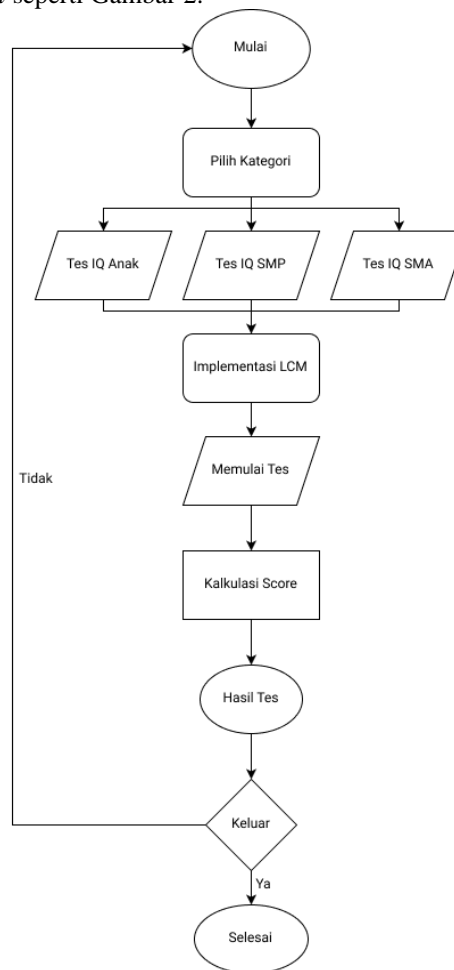 seperti Gambar 2.
Mulai
Pilih Kategori
Tes IQ Anak
Tes IQ SMP
Tes IQ SMA
Implementasi LCM
Memulai Tes
Tidak
Kalkulasi Score
Hasil Tes
Keluar
Ya
Selesai